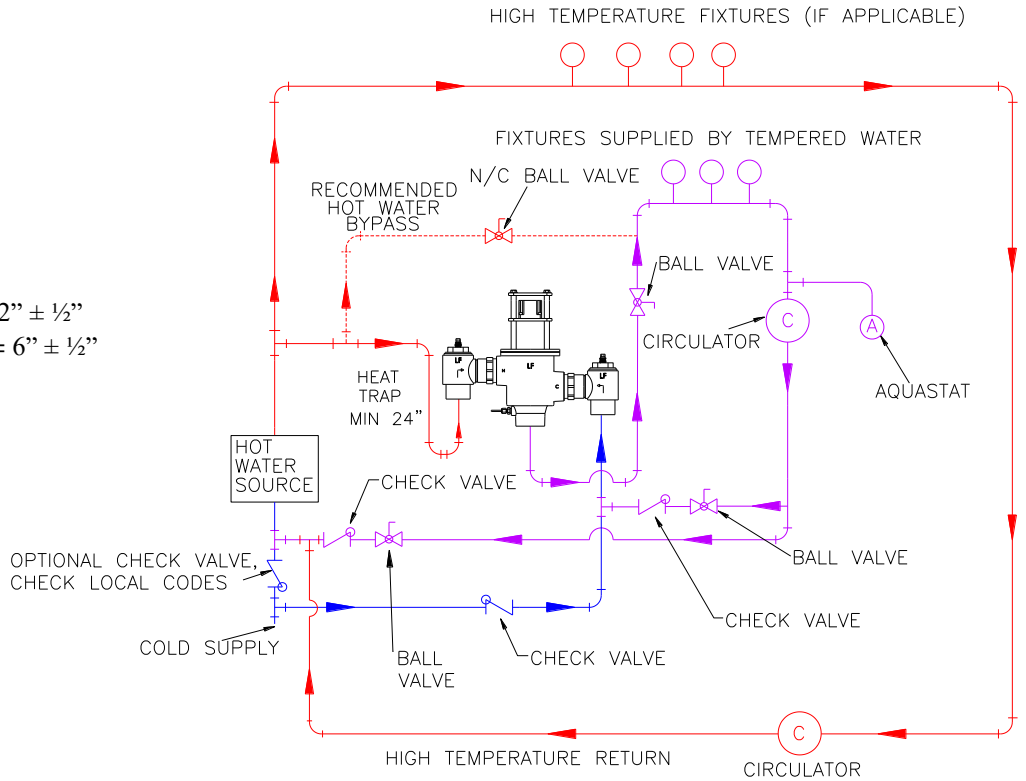 HIGH TEMPERATURE FIXTURES (IF APPLICABLE)
FIXTURES SUPPLIED BY TEMPERED WATER
N/C BALL VALVE
RECOMMENDED
HOT WATER
BYPASS
BALL VALVE
2” ± ½”
= 6” ± ½”
C
A
CIRCULATOR
AQUASTAT
HEAT
TRAP
MIN 24”
LF
LF
LF
H
C
HOT
WATER
SOURCE
CHECK VALVE
BALL VALVE
OPTIONAL CHECK VALVE,
CHECK LOCAL CODES
CHECK VALVE
COLD SUPPLY
BALL
VALVE
CHECK VALVE
C
HIGH TEMPERATURE RETURN
CIRCULATOR